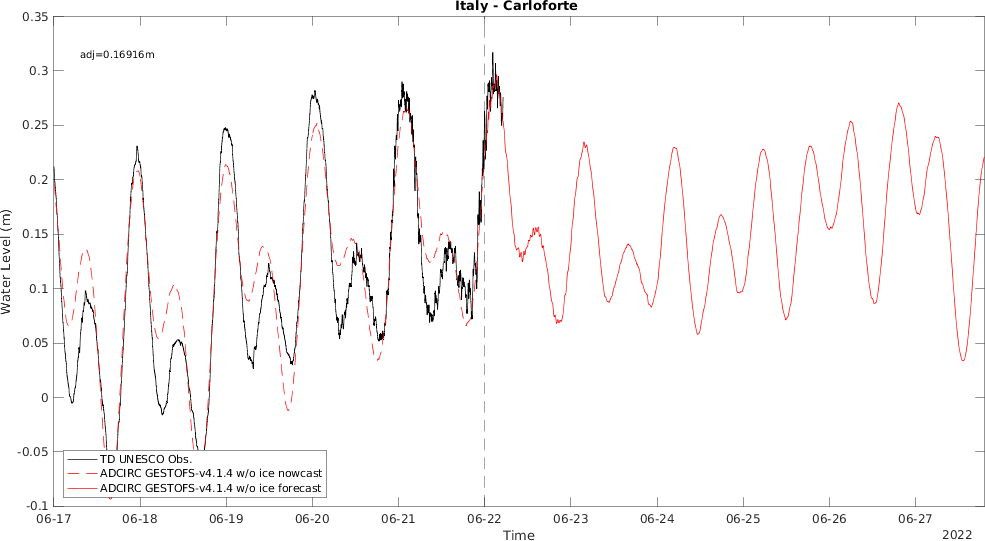 Italy - Carloforte
0.35
adj=0.16916m
0.3
0.25
0.2
0.15
0.1
0.05
0
-0.05
-0.1
Water Level (m)
TD UNESCO Obs.
ADCIRC GESTOFS-v4.1.4 w/o ice nowcast
ADCIRC GESTOFS-v4.1.4 w/o ice forecast
06-17 06-18 06-19 06-20 06-21 06-22 06-23 06-24 06-25 06-26 06-27
Time
2022